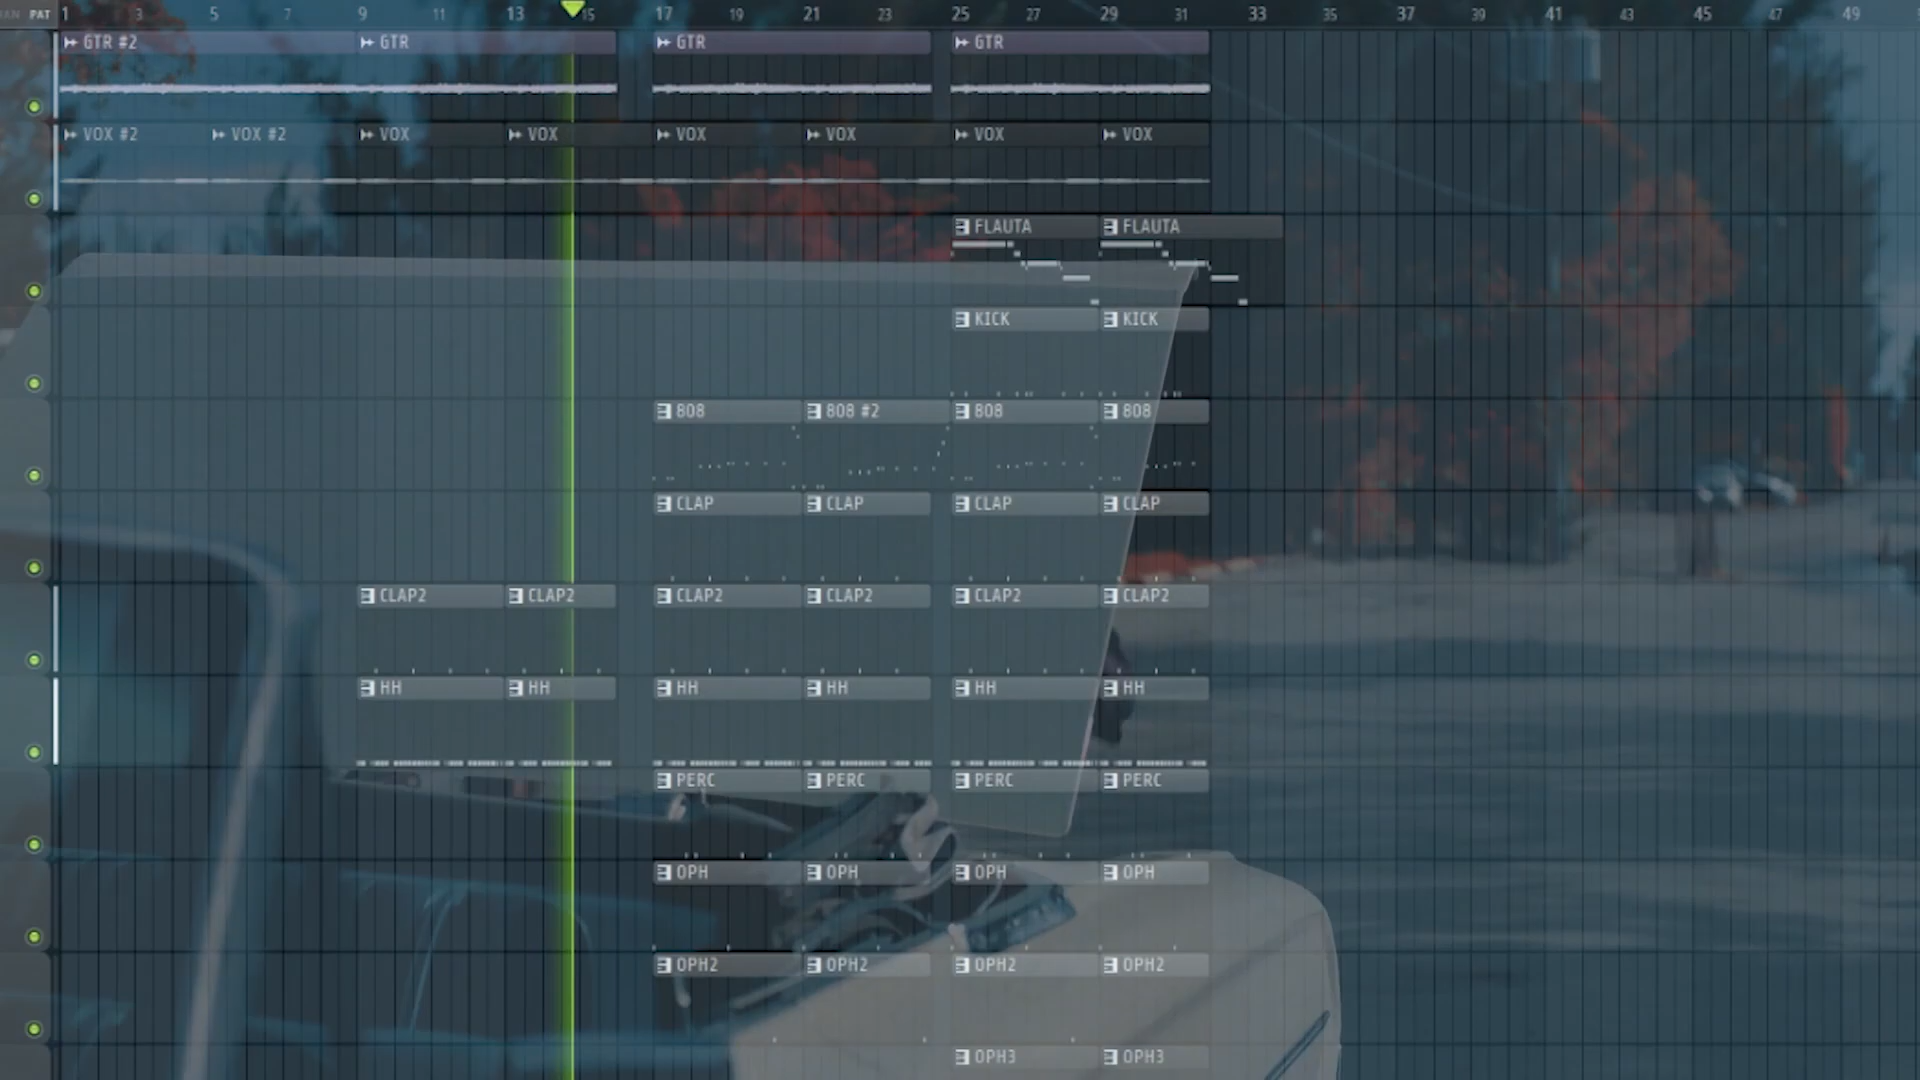 PAT 1 3 5 7 9 11 13 15 17 19 21 23 25 27 29 31 33 35 37 39 41 43 45 47 49
GTR #2 GTR GTR GTR
VOX #2 VOX #2 VOX VOX VOX VOX VOX VOX
FLAUTA FLAUTA
KICK KICK
808 808 #2 808 808
CLAP CLAP CLAP CLAP
CLAP2 CLAP2 CLAP2 CLAP2 CLAP2 CLAP2
HH HH HH HH HH HH
PERC PERC PERC PERC
OPH OPH OPH OPH
OPH2 OPH2 OPH2 OPH2
OPH3 OPH3